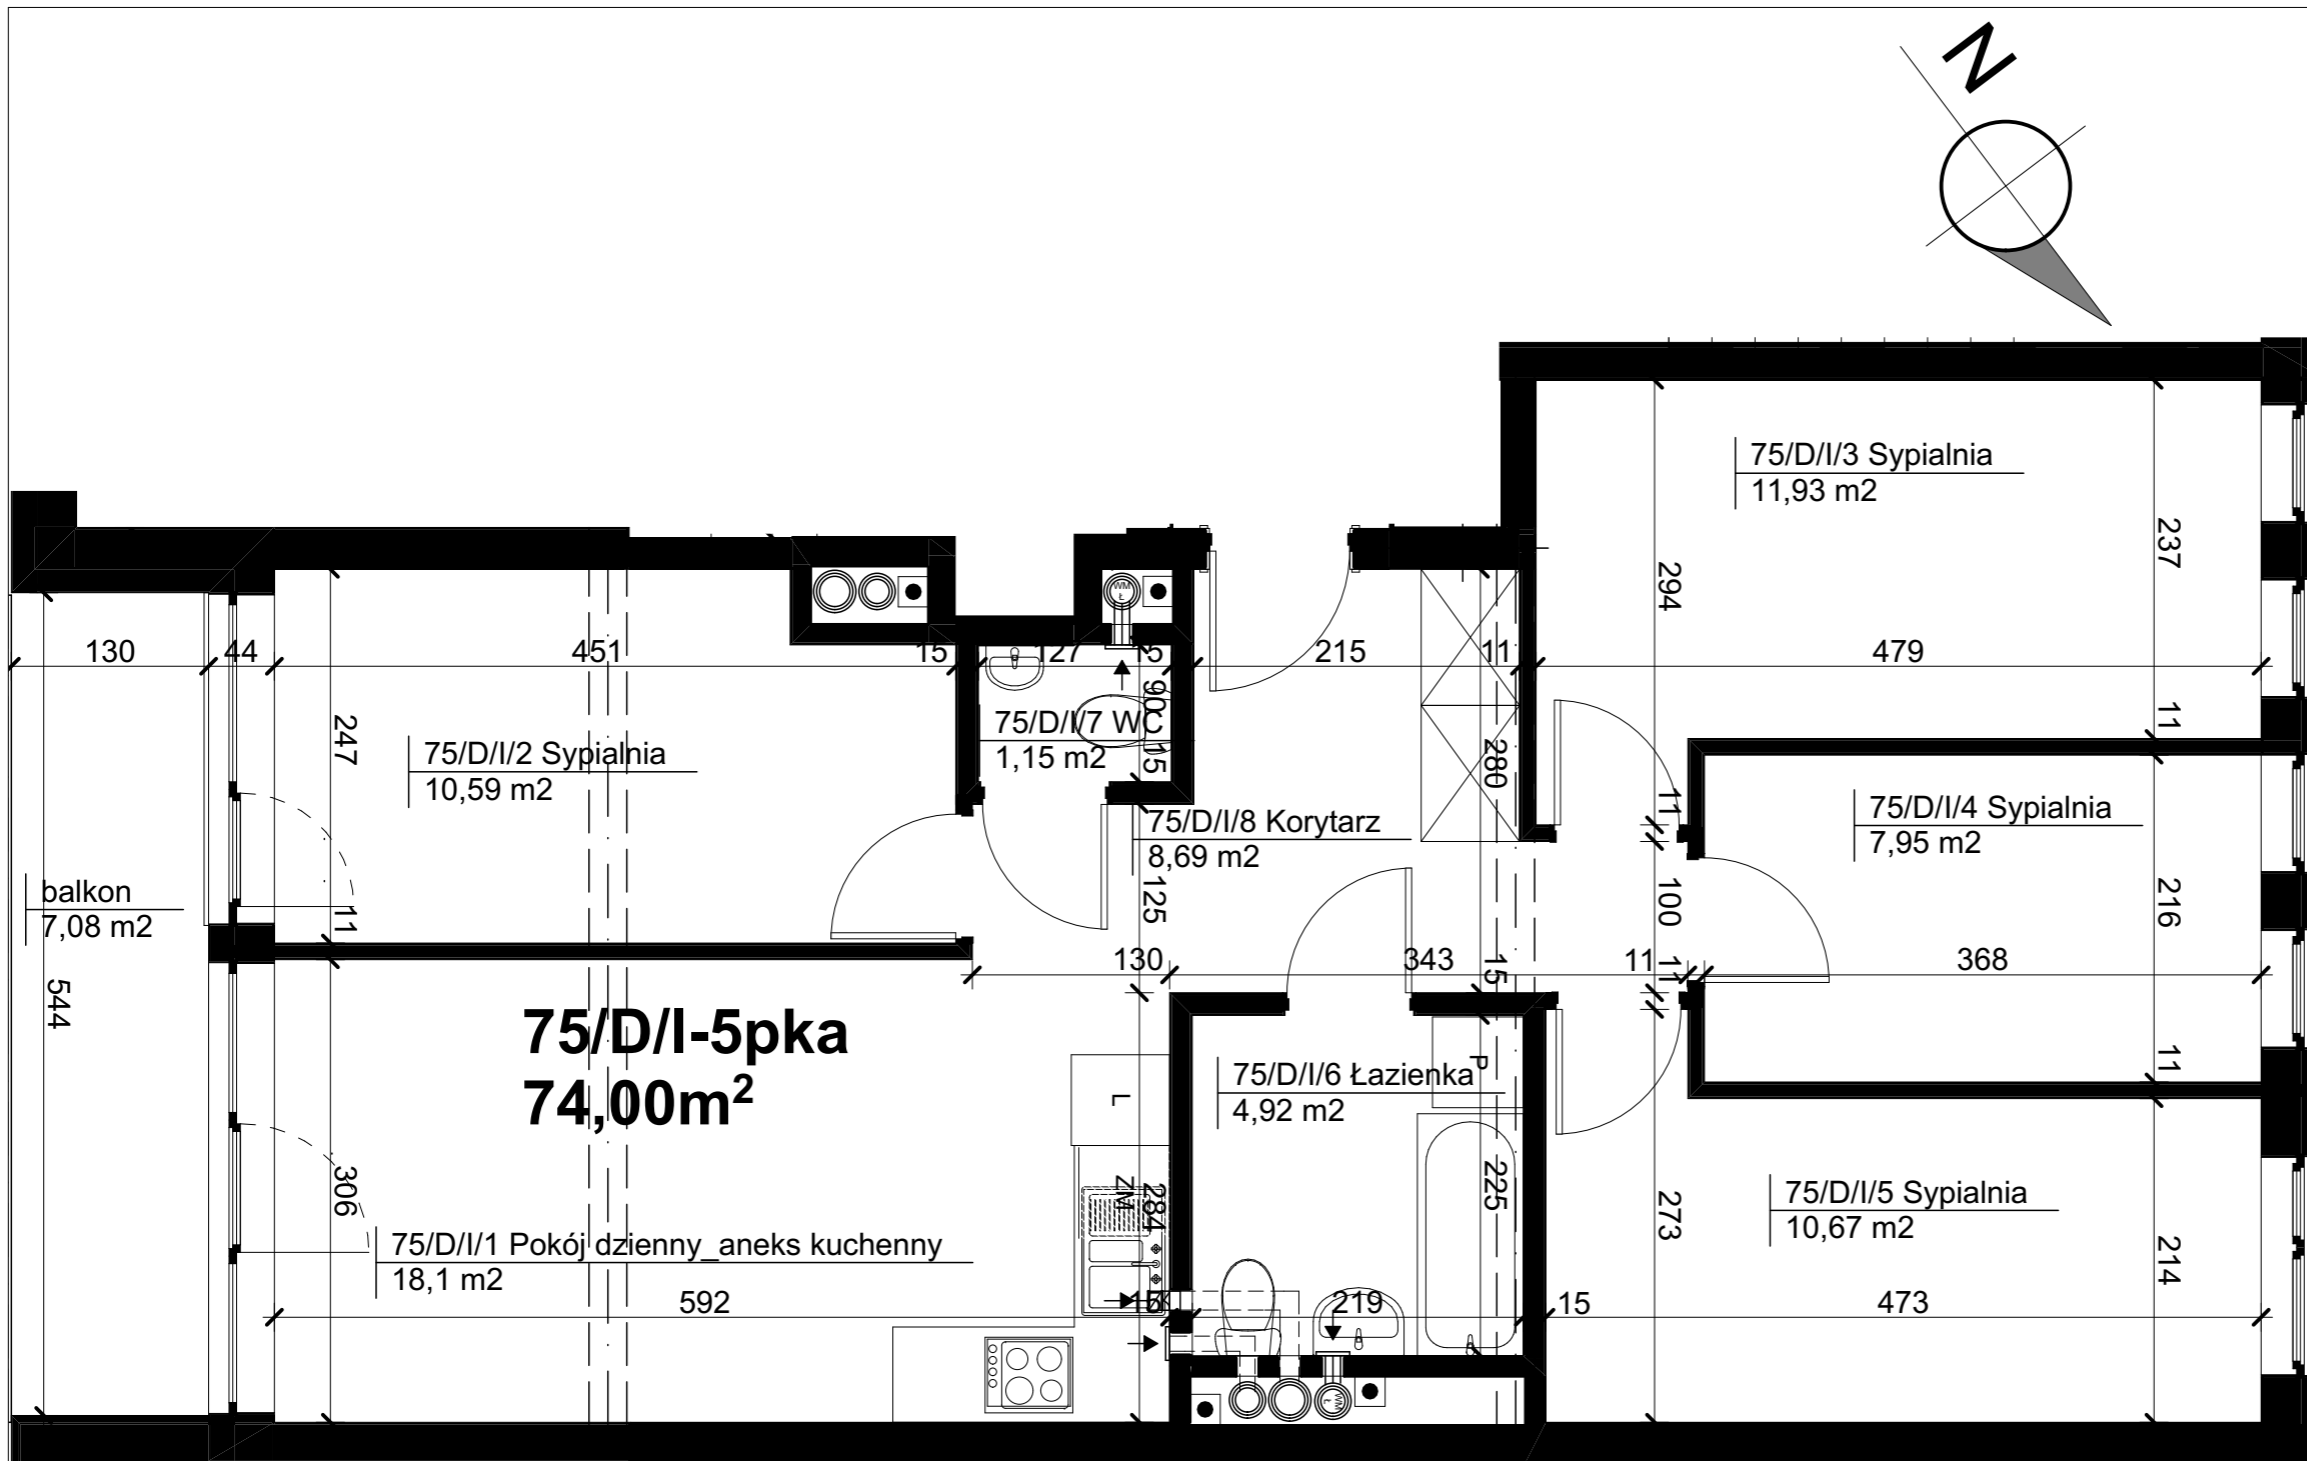 N
75/D/I/3 Sypialnia
11,93 m2
237
294
130
44
451
15
127
15
215
11
479
90
11
247
75/D/I/2 Sypialnia
10,59 m2
75/D/I/7 WC
1,15 m2
15
280
11
75/D/I/4 Sypialnia
7,95 m2
75/D/I/8 Korytarz
8,69 m2
balkon
7,08 m2
11
125
100
216
130
343
15
11
11
368
544
75/D/I-5pka
74,00m²
L
75/D/I/6 Łazienka
4,92 m2
P
11
306
ZM
284
225
273
75/D/I/5 Sypialnia
10,67 m2
214
75/D/I/1 Pokój dzienny_aneks kuchenny
18,1 m2
592
15
219
15
473
WM
Ł
WM
Ł